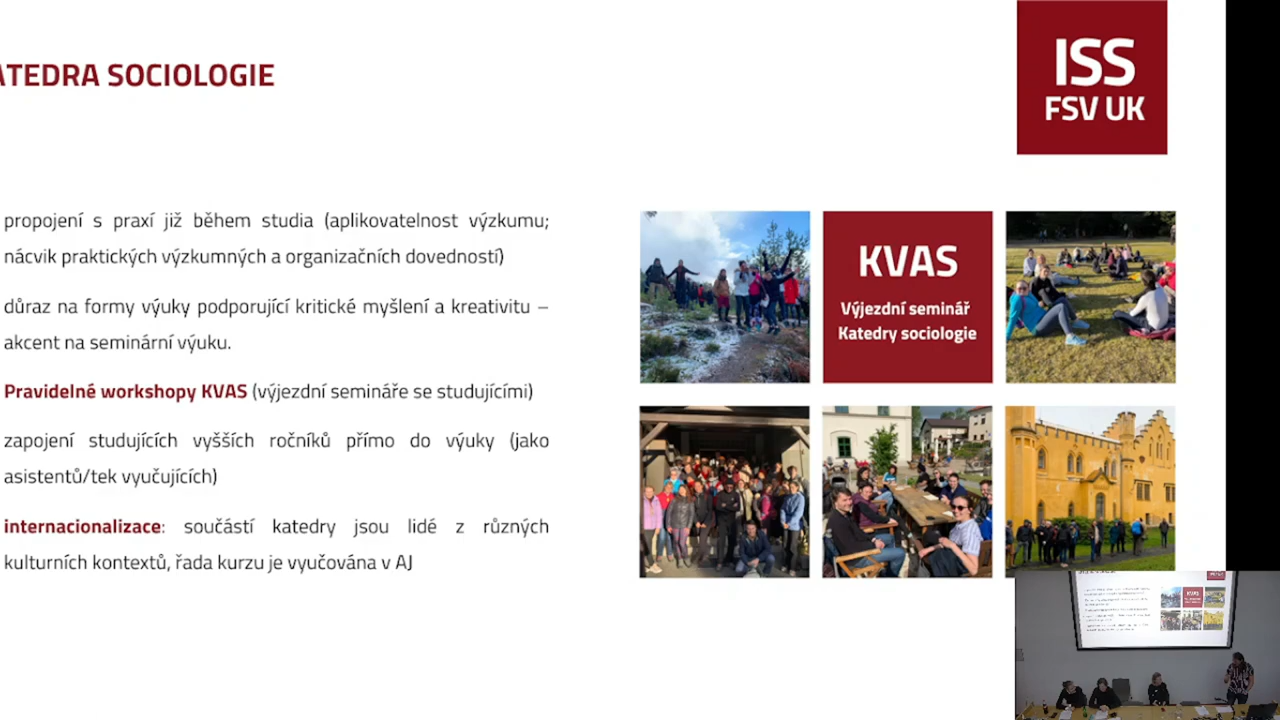 ATEDRA SOCIOLOGIE
ISS
FSV UK
propojení s praxí již během studia (aplikovatelnost výzkumu;
nácvik praktických výzkumných a organizačních dovedností)
důraz na formy výuky podporující kritické myšlení a kreativitu –
akcent na seminární výuku.
Pravidelné workshopy KVAS (výjezdní semináře se studujícími)
zapojení studujících vyšších ročníků přímo do výuky (jako
asistentů/tek vyučujících)
internacionalizace: součástí katedry jsou lidé z různých
kulturních kontextů, řada kurzu je vyučována v AJ
KVAS
Výjezdní seminář
Katedry sociologie